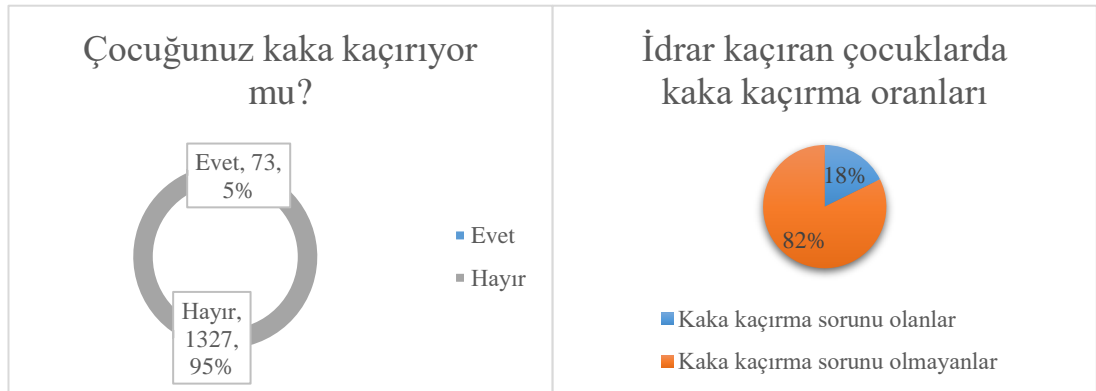 Çocuğunuz kaka kaçırıyor
mu?
Evet, 73,
5%
Hayır,
1327,
95%
Evet
Hayır
İdrar kaçıran çocuklarda
kaka kaçırma oranları
18%
82%
Kaka kaçırma sorunu olanlar
Kaka kaçırma sorunu olmayanlar